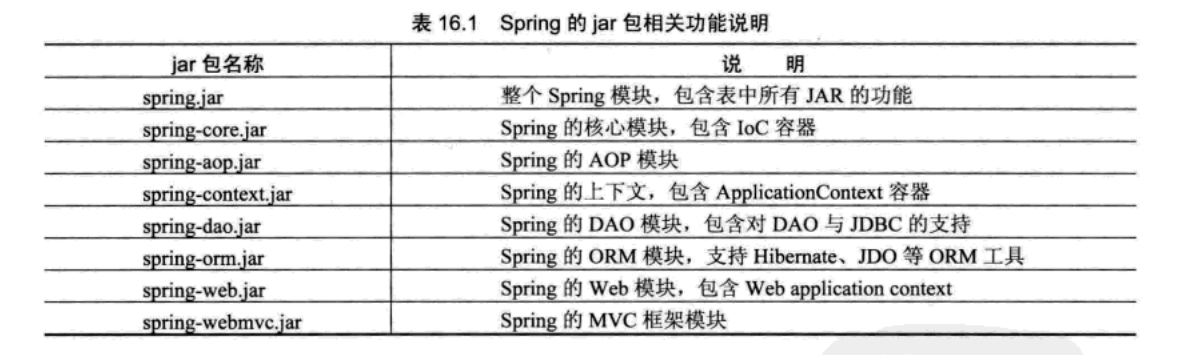 表 16.1 Spring 的 jar 包相关功能说明
jar 包名称 说 明
spring.jar 整个 Spring 模块，包含表中所有 JAR 的功能
spring-core.jar Spring 的核心模块，包含 IoC 容器
spring-aop.jar Spring 的 AOP 模块
spring-context.jar Spring 的上下文，包含 ApplicationContext 容器
spring-dao.jar Spring 的 DAO 模块，包含对 DAO 与 JDBC 的支持
spring-orm.jar Spring 的 ORM 模块，支持 Hibernate、JDO 等 ORM 工具
spring-web.jar Spring 的 Web 模块，包含 Web application context
spring-webmvc.jar Spring 的 MVC 框架模块